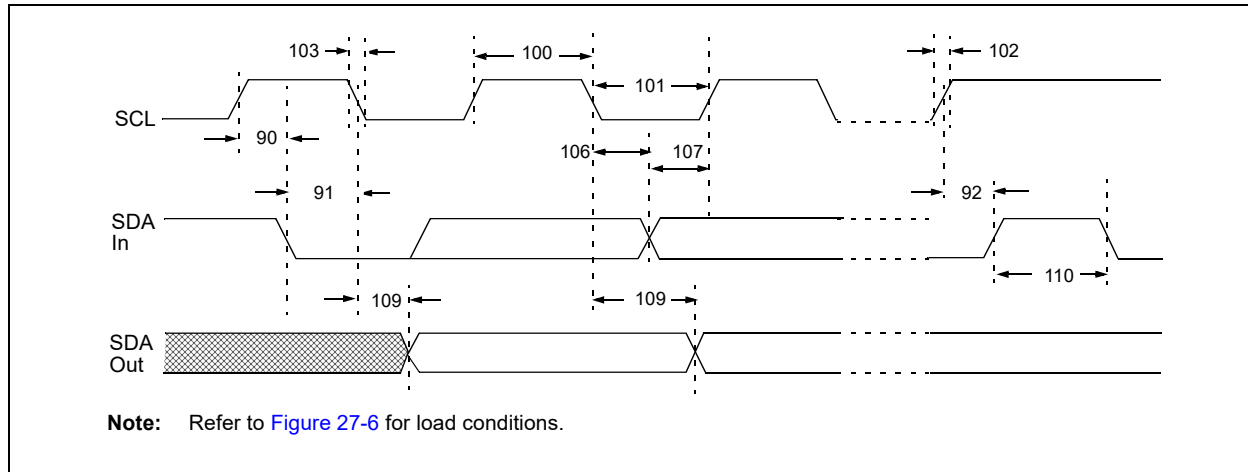 103
100
102
101
SCL
90
106
107
91
92
SDA
In
110
109
109
SDA
Out
Note: Refer to Figure 27-6 for load conditions.